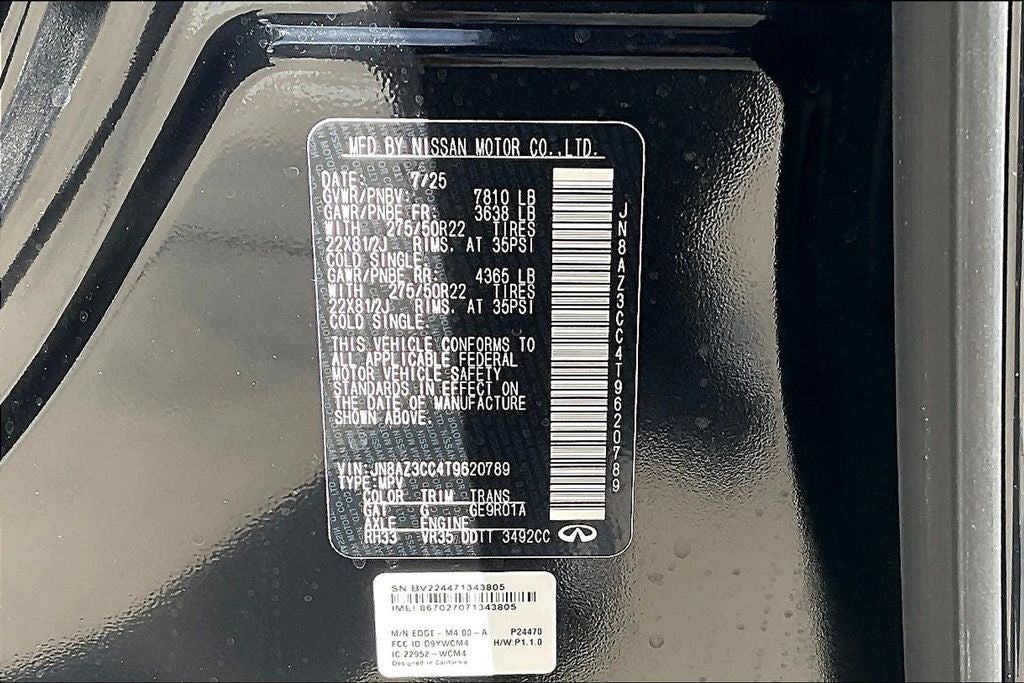 MFD BY NISSAN MOTOR CO.,LTD.
DATE: 7/25
GVWR/PNBV: 7810 LB
GAWR/PNBE FR: 3638 LB
WITH 275/50R22 TIRES
22X81/2J RIMS, AT 35PSI
COLD SINGLE.
GAWR/PNBE RR: 4365 LB
WITH 275/50R22 TIRES
22X81/2J RIMS, AT 35PSI
COLD SINGLE.
THIS VEHICLE CONFORMS TO
ALL APPLICABLE FEDERAL
MOTOR VEHICLE SAFETY
STANDARDS IN EFFECT ON
THE DATE OF MANUFACTURE
SHOWN ABOVE.
VIN:JN8AZ3CC4T9620789
TYPE:MPV
COLOR TRIM TRANS
GAT G GE9R01A
AXLE ENGINE
RH33 VR35 DDTT 3492CC
JN8AZ3CC4T9620789
SN BV224471343805
IMEI 867027071343805
M/N EDGE-M4.00-A P24470
FCC ID O9YWCM4 H/W:P1.1.0
IC 22952-WCM4
Designed in California